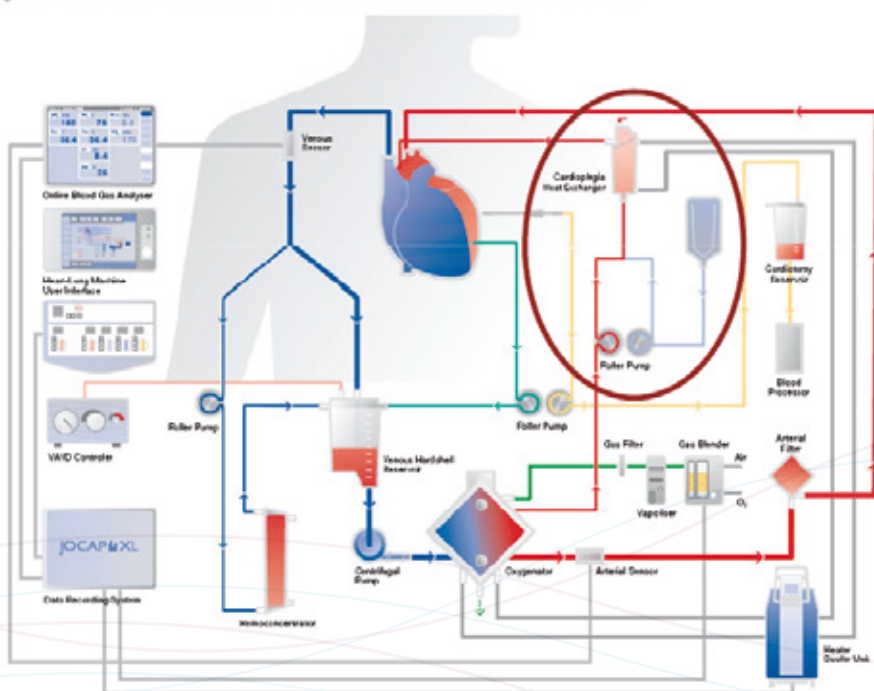 Venous
Sensor
Cardioplegia
Heat Exchanger
Online Blood Gas Analyser
Heart-Lung Machine
User Interface
Cardiotomy
Reservoir
Roller Pump
Blood
Processor
Roller Pump
Roller Pump
VAVD Controler
Venous Hardshell
Reservoir
Gas Filter
Gas Blender
Air
O₂
Vaporiser
Arterial
Filter
JOCAP XL
Centrifugal
Pump
Oxygenator
Arterial Sensor
Data Recording System
Hemoconcentrator
Heater
Cooler Unit